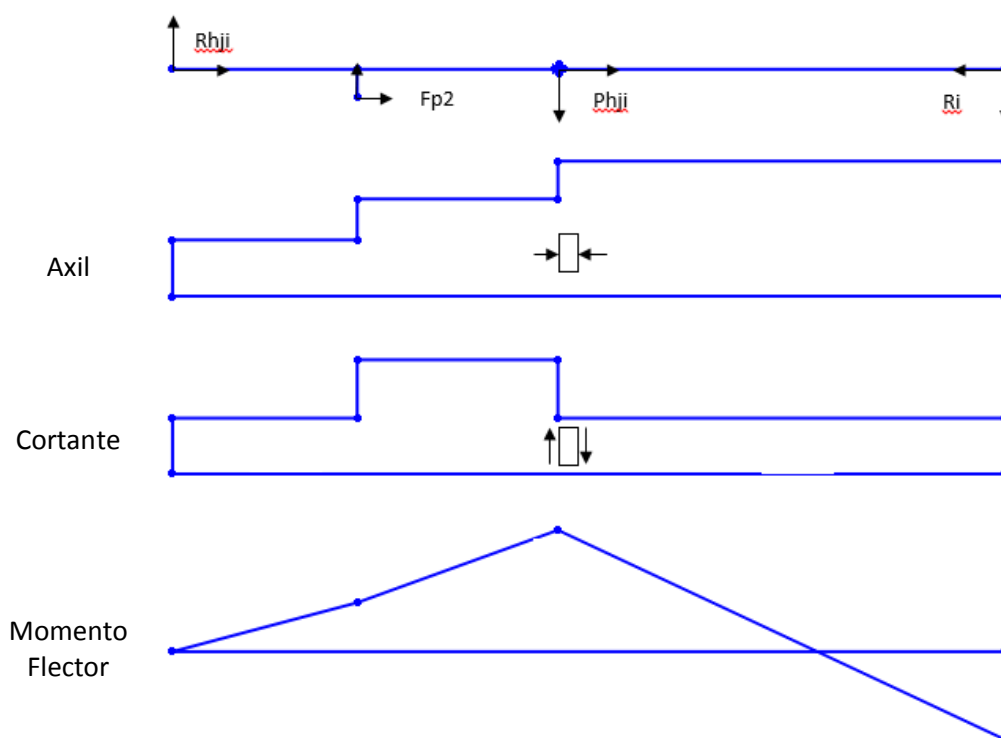 Rhji
Fp2
Phji
Ri
Axil
Cortante
Momento
Flector